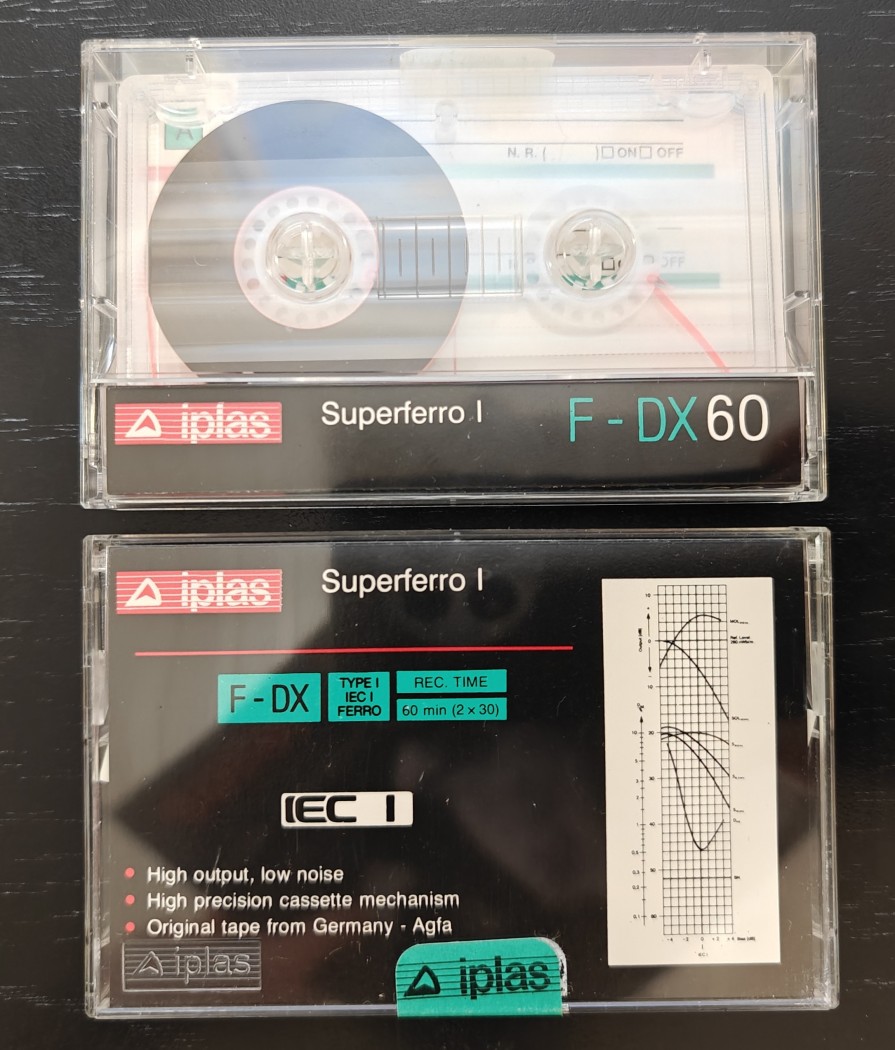 A
N. R. ( ) ☐ ON ☐ OFF
OFF
iplas
Superferro I
F-DX 60
iplas
Superferro I
F-DX
TYPE I
IEC I
FERRO
REC. TIME
60 min (2 × 30)
IEC I
• High output, low noise
• High precision cassette mechanism
• Original tape from Germany - Agfa
iplas
iplas